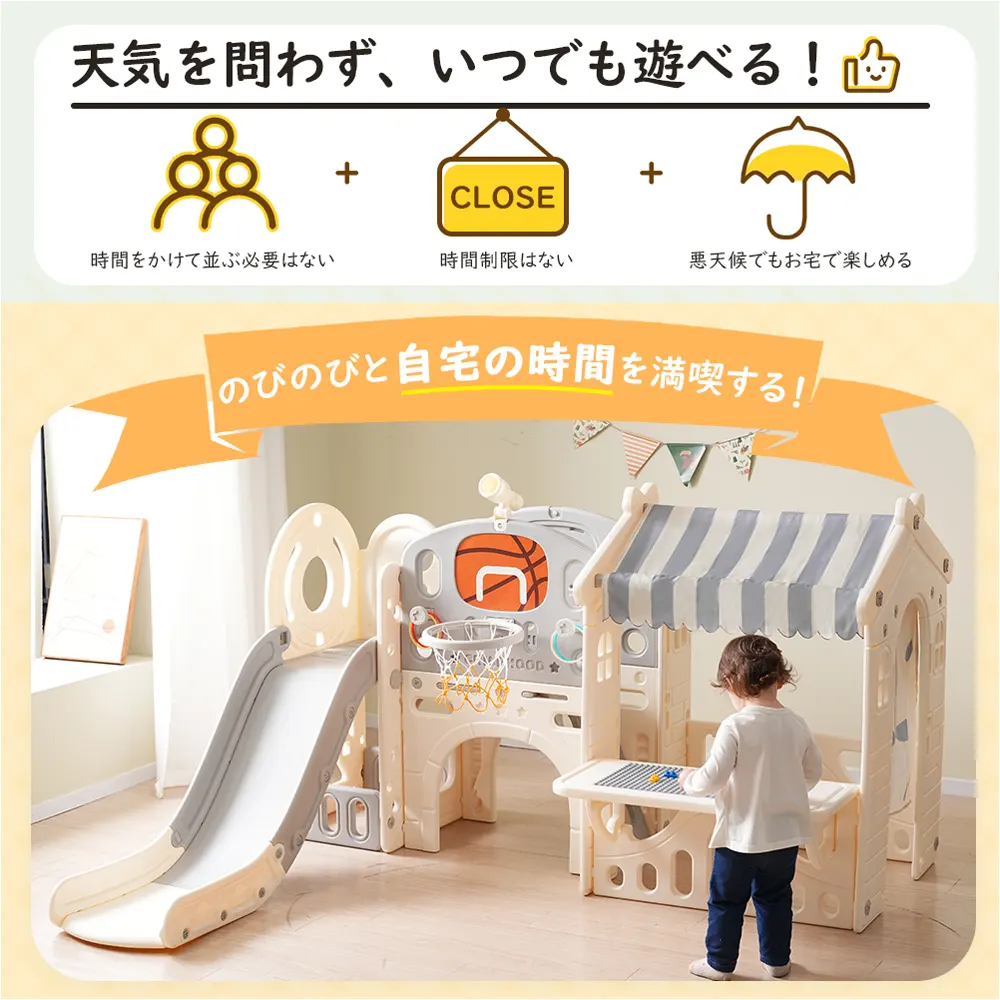 天気を問わず、いつでも遊べる！
CLOSE
時間をかけて並ぶ必要はない
時間制限はない
悪天候でもお宅で楽しめる
のびのびと自宅の時間を満喫する！